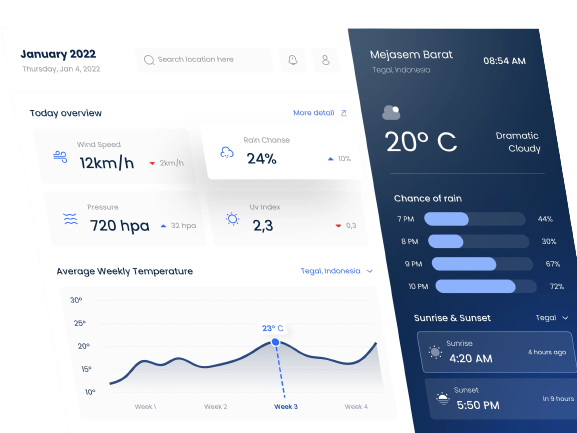 January 2022
Thursday, Jan 4, 2022
Search location here
Today overview
More detail
Wind Speed
12km/h
2km/h
Rain Chanse
24%
10%
Pressure
720 hpa
32 hpa
Uv Index
2,3
0,3
Average Weekly Temperature
Tegal, Indonesia
30°
25°
20°
15°
10°
23° C
Week 1
Week 2
Week 3
Week 4
Mejasem Barat
Tegal, Indonesia
08:54 AM
20° C
Dramatic
Cloudy
Chance of rain
7 PM
44%
8 PM
30%
9 PM
67%
10 PM
72%
Sunrise & Sunset
Tegal
Sunrise
4:20 AM
4 hours ago
Sunset
5:50 PM
in 9 hours